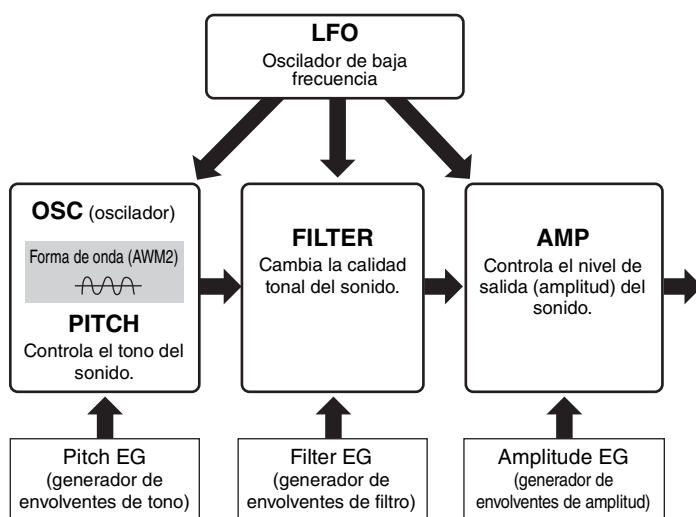 LFO
Oscilador de baja
frecuencia
OSC (oscilador)
Forma de onda (AWM2)
PITCH
Controla el tono del
sonido.
FILTER
Cambia la calidad
tonal del sonido.
AMP
Controla el nivel de
salida (amplitud) del
sonido.
Pitch EG
(generador de
envolventes de tono)
Filter EG
(generador de
envolventes de filtro)
Amplitude EG
(generador de
envolventes de amplitud)